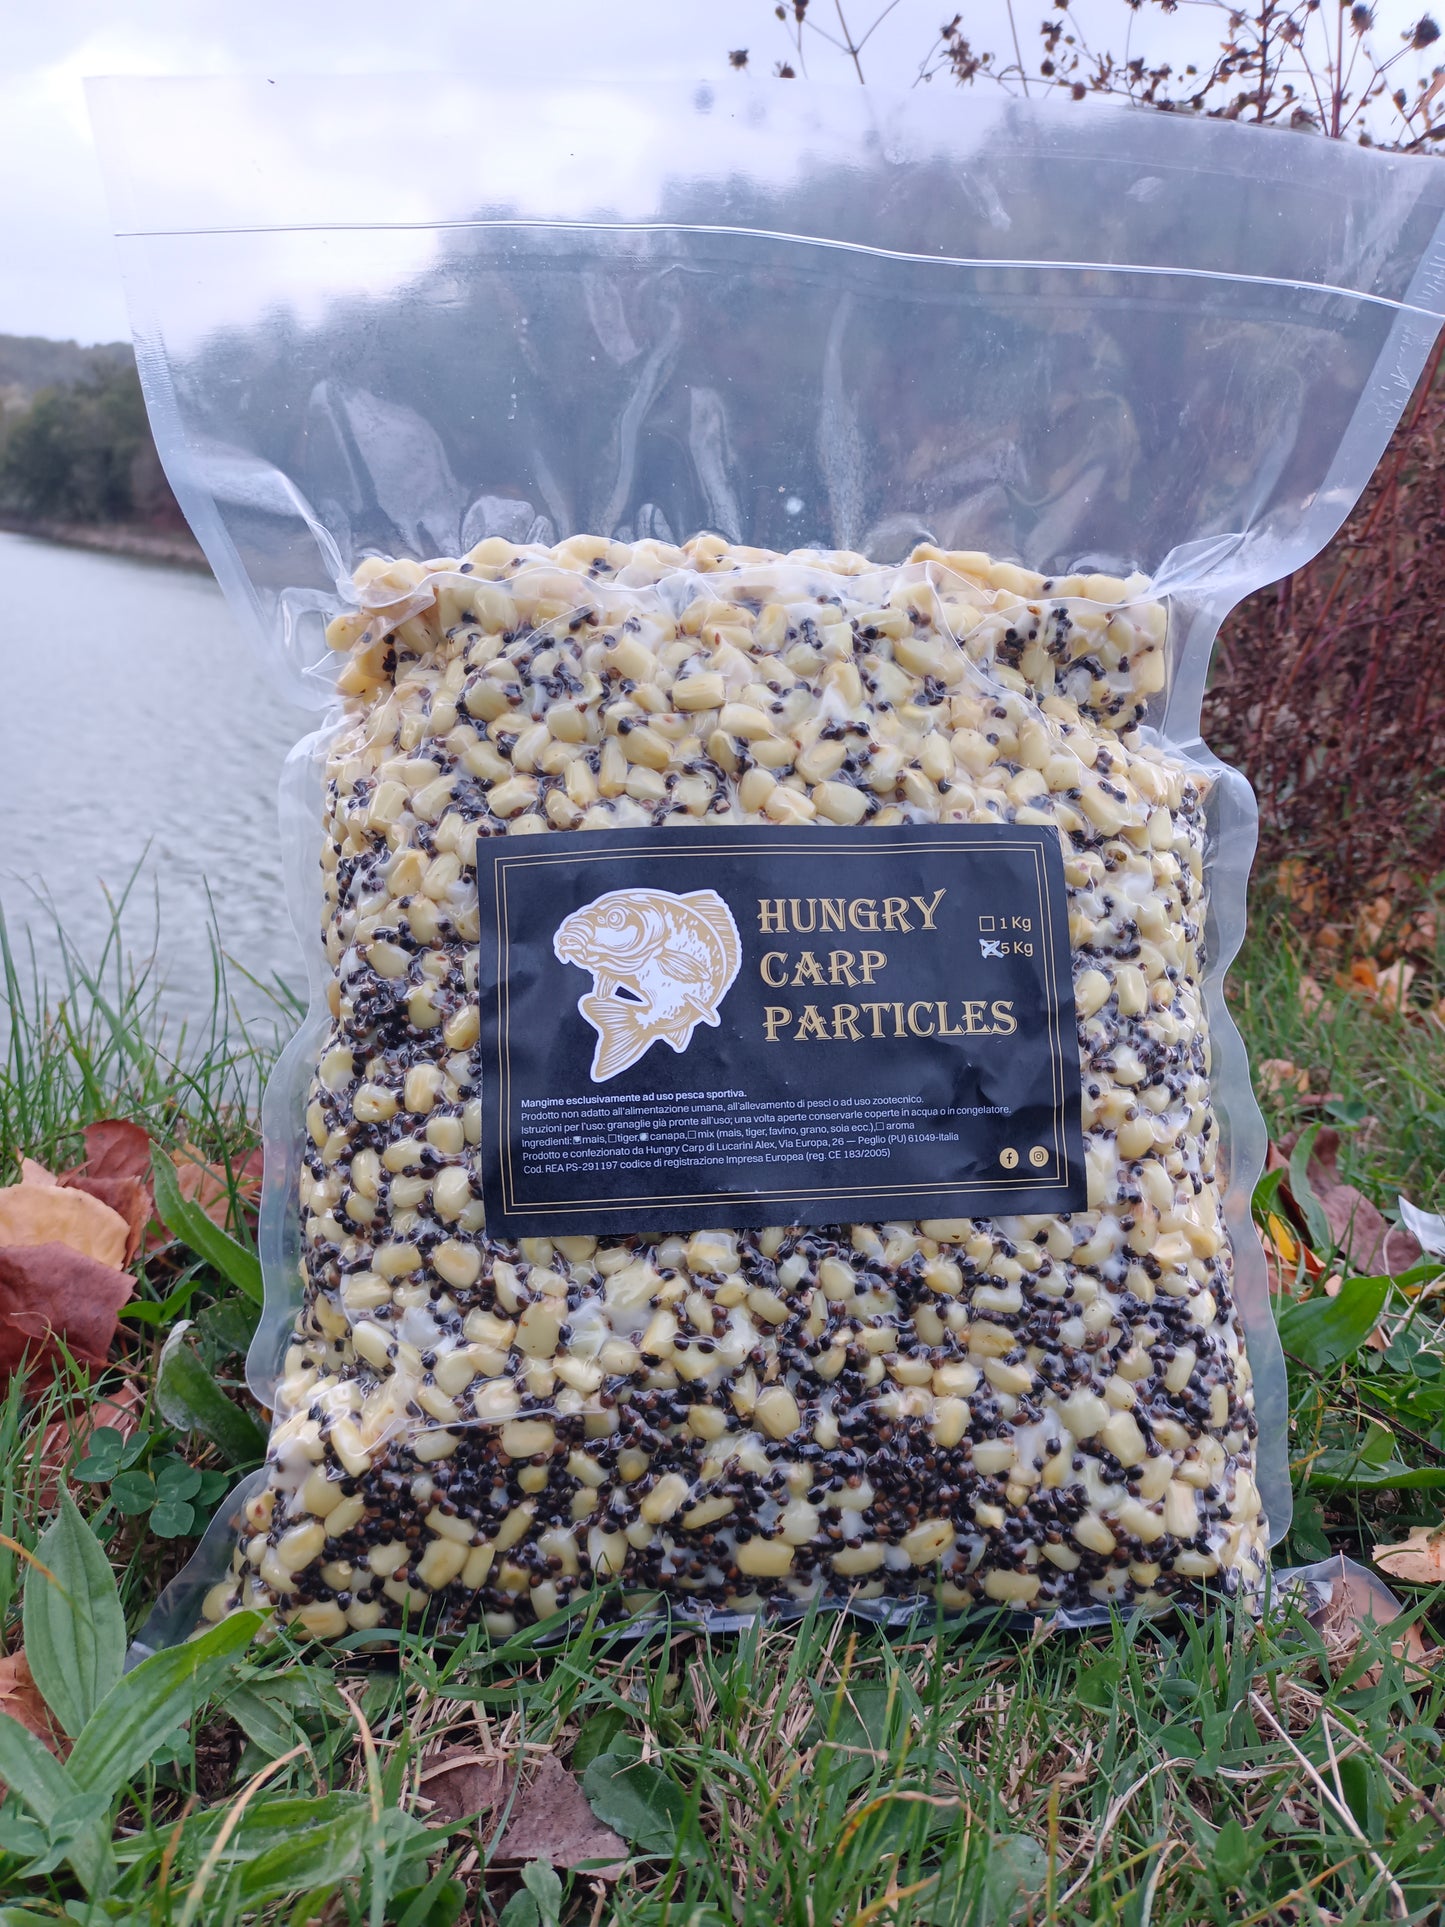 HUNGRY
CARP
PARTICLES
1 Kg
5 Kg
Mangime esclusivamente ad uso pesca sportiva.
Prodotto non adatto all'alimentazione umana, all'allevamento di pesci o ad uso zootecnico.
Istruzioni per l'uso: granaglie già pronte all'uso; una volta aperte conservarle coperte in acqua o in congelatore.
Ingredienti: mais, tiger, canapa, mix (mais, tiger, favino, grano, soia ecc.), aroma
Prodotto e confezionato da Hungry Carp di Lucarini Alex, Via Europa, 26 — Peglio (PU) 61049-Italia
Cod. REA PS-291197 codice di registrazione Impresa Europea (reg. CE 183/2005)